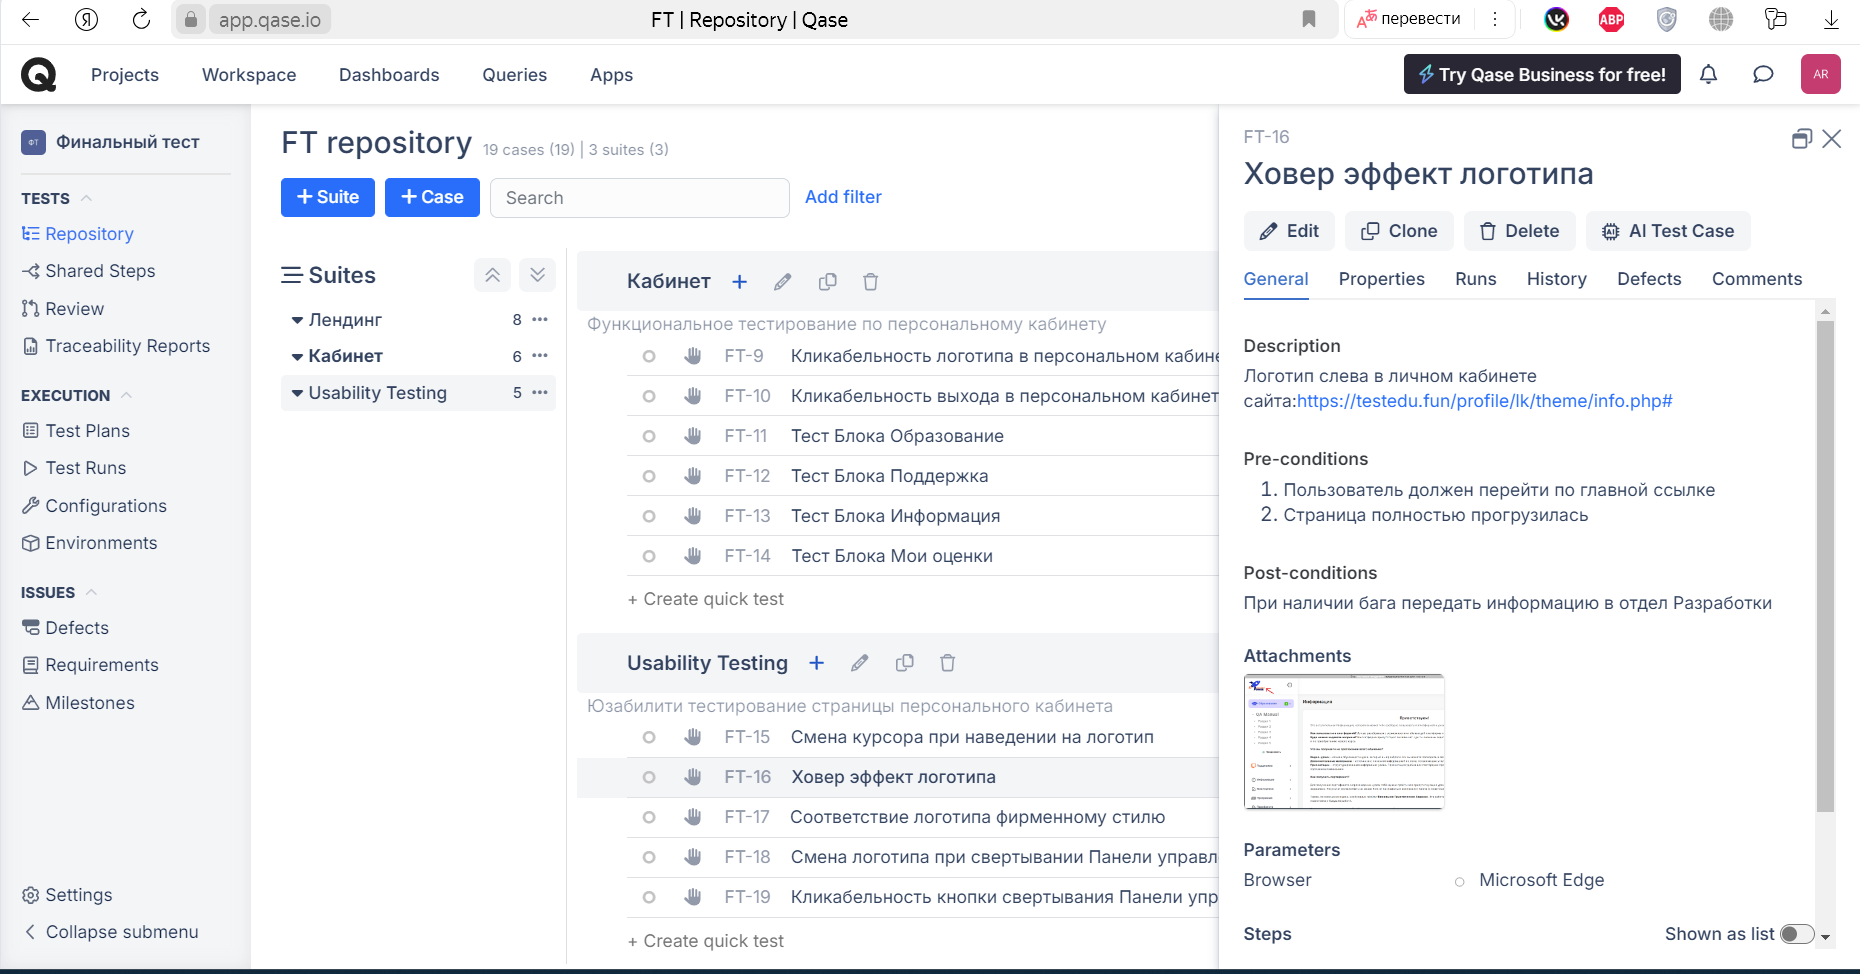 app.qase.io
FT | Repository | Qase
перевести
ABP
Projects
Workspace
Dashboards
Queries
Apps
Try Qase Business for free!
AR
ФТ
Финальный тест
TESTS
Repository
Shared Steps
Review
Traceability Reports
EXECUTION
Test Plans
Test Runs
Configurations
Environments
ISSUES
Defects
Requirements
Milestones
Settings
Collapse submenu
FT repository
19 cases (19) | 3 suites (3)
+ Suite
+ Case
Search
Add filter
Suites
Лендинг 8
Кабинет 6
Usability Testing 5
Кабинет
Функциональное тестирование по персональному кабинету
FT-9 Кликабельность логотипа в персональном кабине
FT-10 Кликабельность выхода в персональном кабинет
FT-11 Тест Блока Образование
FT-12 Тест Блока Поддержка
FT-13 Тест Блока Информация
FT-14 Тест Блока Мои оценки
+ Create quick test
Usability Testing
Юзабилити тестирование страницы персонального кабинета
FT-15 Смена курсора при наведении на логотип
FT-16 Ховер эффект логотипа
FT-17 Соответствие логотипа фирменному стилю
FT-18 Смена логотипа при свертывании Панели управл
FT-19 Кликабельность кнопки свертывания Панели упр
+ Create quick test
FT-16
Ховер эффект логотипа
Edit
Clone
Delete
AI Test Case
General
Properties
Runs
History
Defects
Comments
Description
Логотип слева в личном кабинете
сайта:https://testedu.fun/profile/lk/theme/info.php#
Pre-conditions
1. Пользователь должен перейти по главной ссылке
2. Страница полностью прогрузилась
Post-conditions
При наличии бага передать информацию в отдел Разработки
Attachments
Информация
Parameters
Browser
Microsoft Edge
Steps
Shown as list